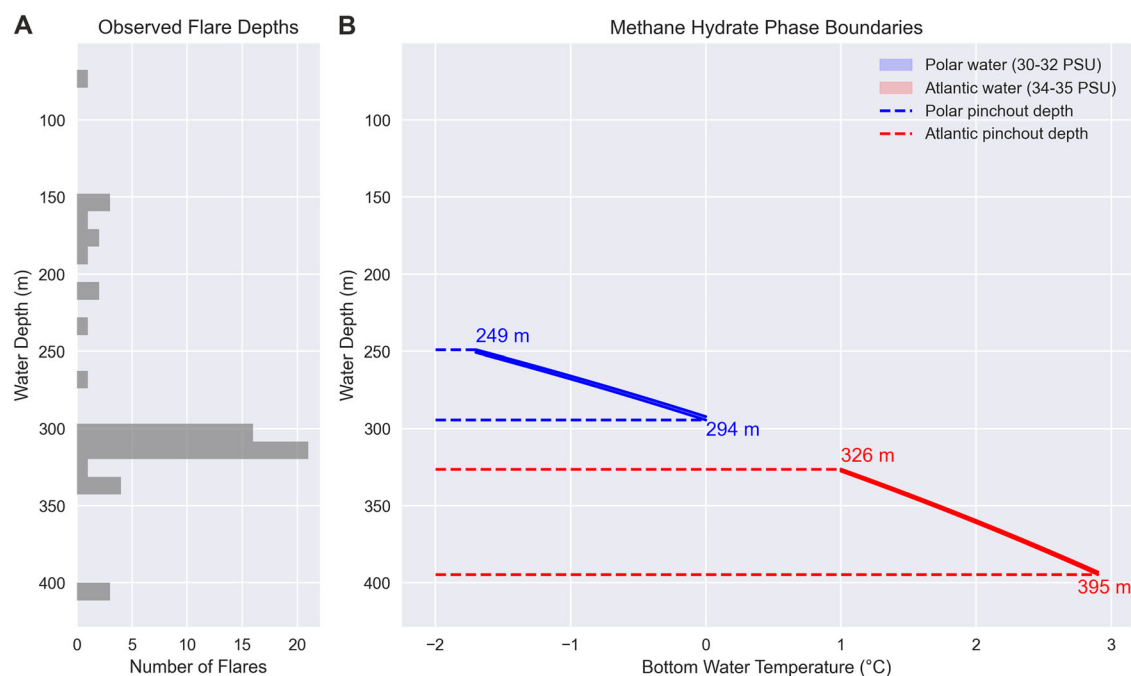 A
Observed Flare Depths
Water Depth (m)
100
150
200
250
300
350
400
0 5 10 15 20
Number of Flares
B
Methane Hydrate Phase Boundaries
Polar water (30-32 PSU)
Atlantic water (34-35 PSU)
Polar pinchout depth
Atlantic pinchout depth
Water Depth (m)
100
150
200
250
300
350
400
249 m
294 m
326 m
395 m
−2 −1 0 1 2 3
Bottom Water Temperature (°C)